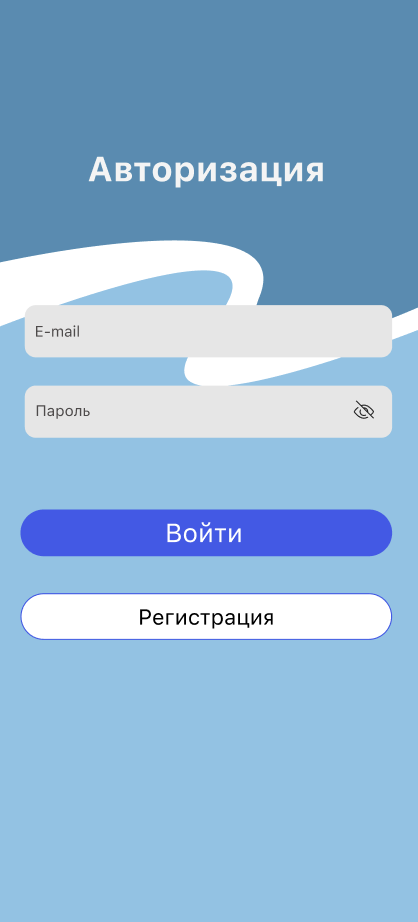 Авторизация
E-mail
Пароль
Войти
Регистрация